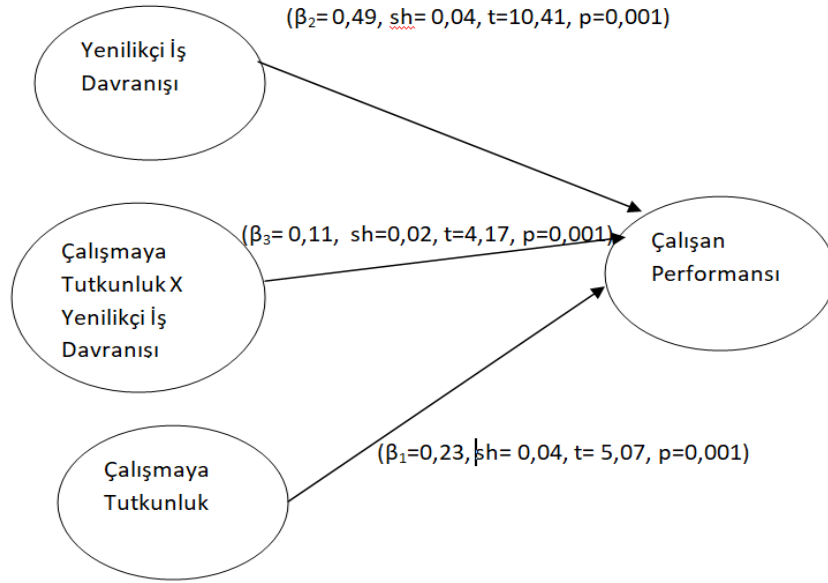 (β₂= 0,49, sh= 0,04, t=10,41, p=0,001)
Yenilikçi İş
Davranışı
(β₃= 0,11, sh=0,02, t=4,17, p=0,001)
Çalışmaya
Tutkunluk X
Yenilikçi İş
Davranışı
Çalışan
Performansı
(β₁=0,23, sh= 0,04, t= 5,07, p=0,001)
Çalışmaya
Tutkunluk